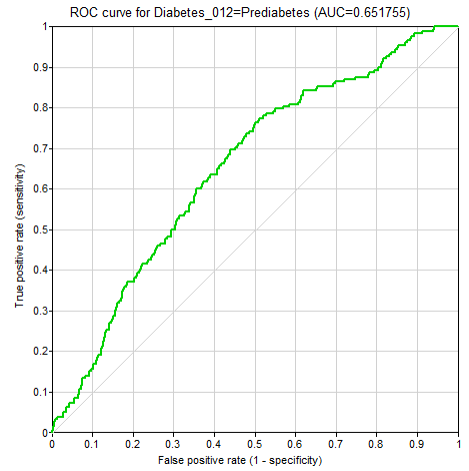 ROC curve for Diabetes_012=Prediabetes (AUC=0.651755)
1
0.9
0.8
0.7
0.6
0.5
0.4
0.3
0.2
0.1
0
True positive rate (sensitivity)
0 0.1 0.2 0.3 0.4 0.5 0.6 0.7 0.8 0.9 1
False positive rate (1 - specificity)